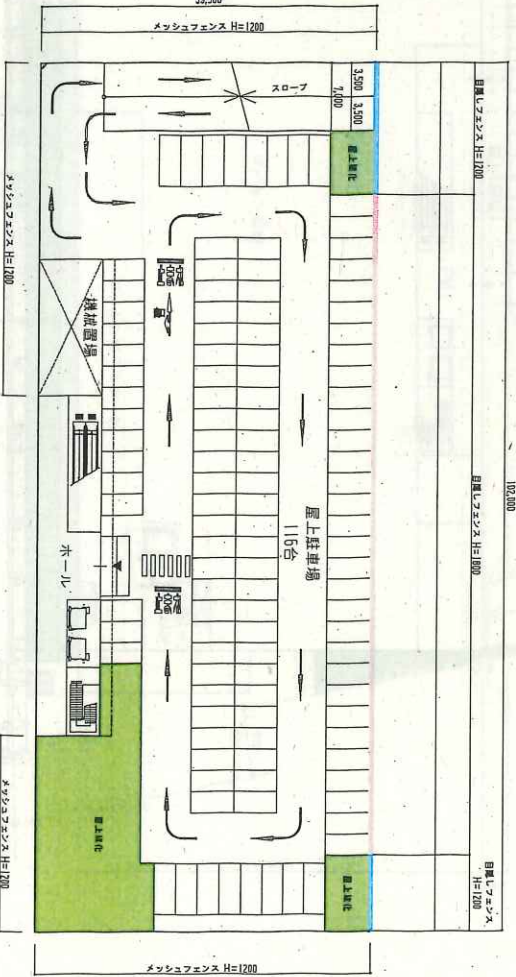 メッシュフェンス H=1200
3,500
3,500
7,000
スロープ
屋上緑化
目隠しフェンス H=1200
メッシュフェンス H=1200
機械置場
102,000
目隠しフェンス H=1800
屋上駐車場
116台
ホール
屋上緑化
屋上緑化
目隠しフェンス
H=1200
メッシュフェンス H=1200
メッシュフェンス H=1200